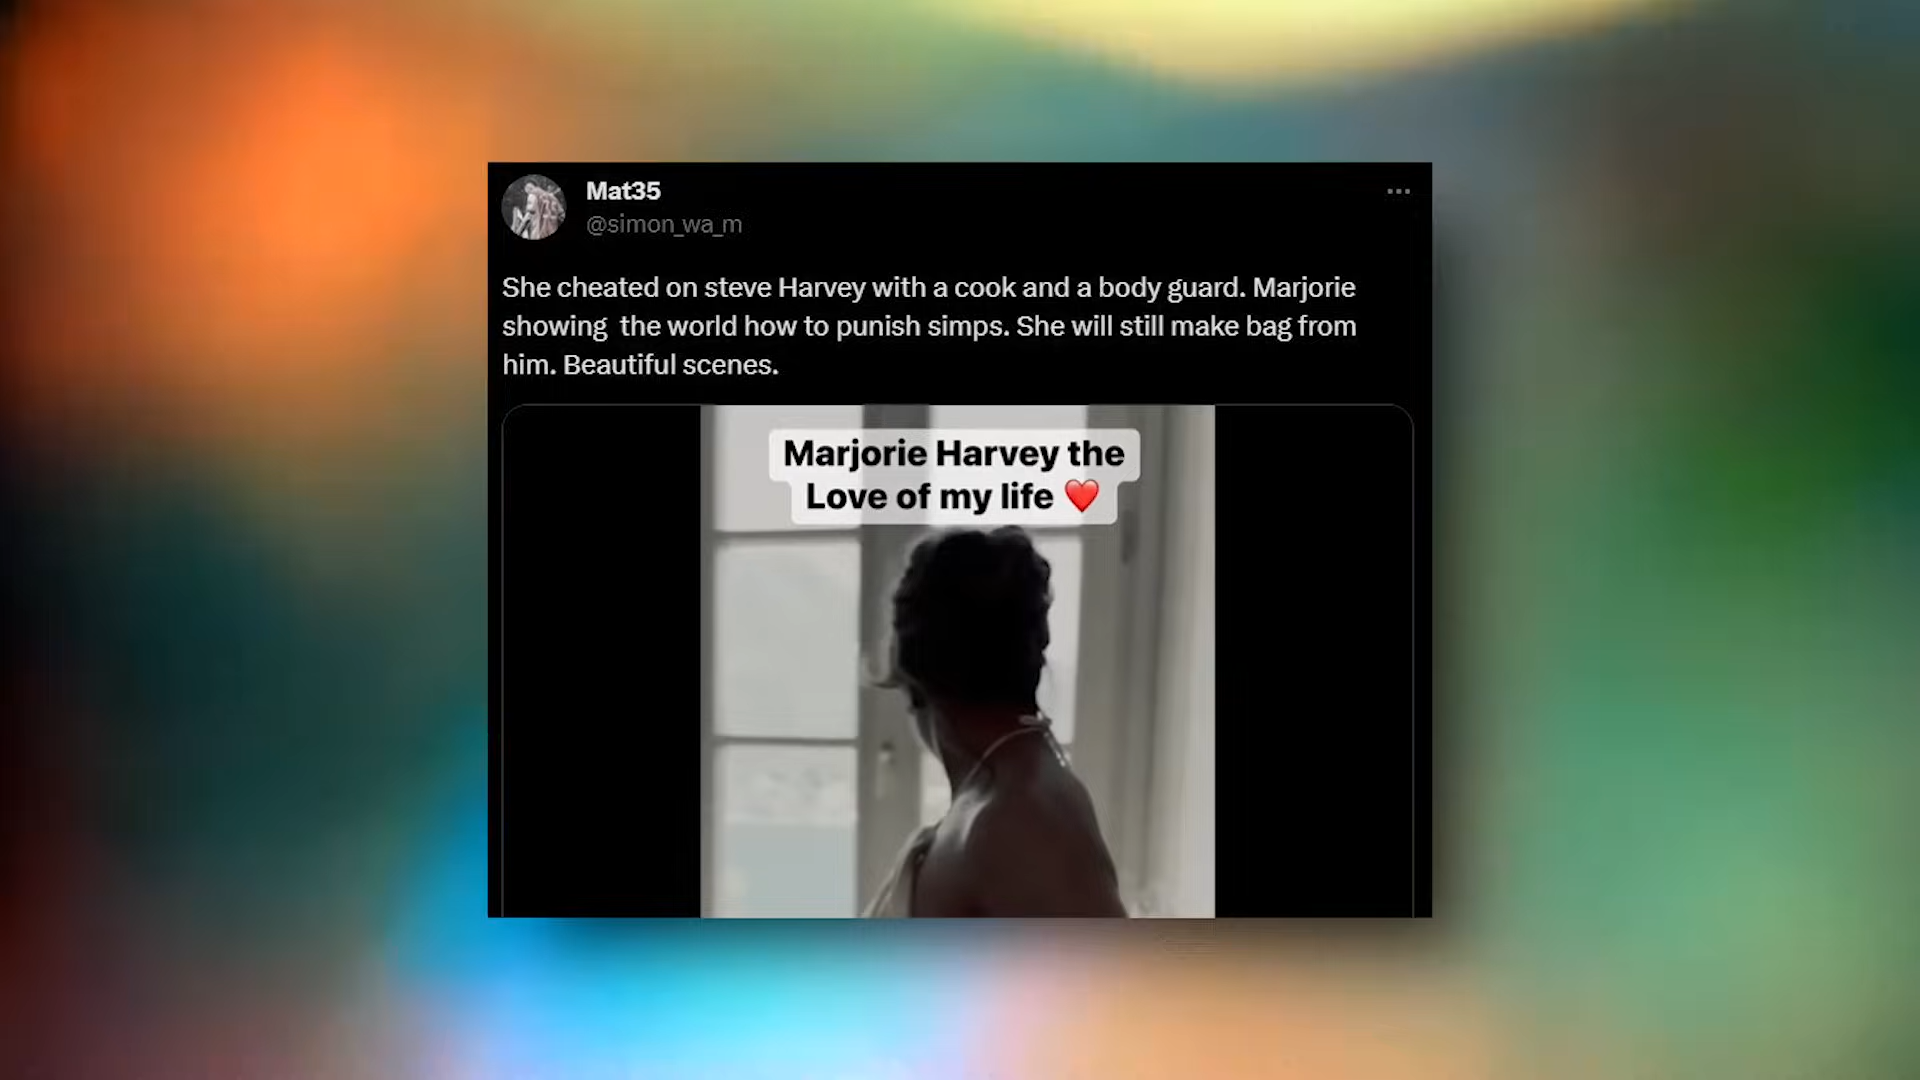 Mat35
@simon_wa_m
She cheated on steve Harvey with a cook and a body guard. Marjorie
showing  the world how to punish simps. She will still make bag from
him. Beautiful scenes.
Marjorie Harvey the
Love of my life ❤️